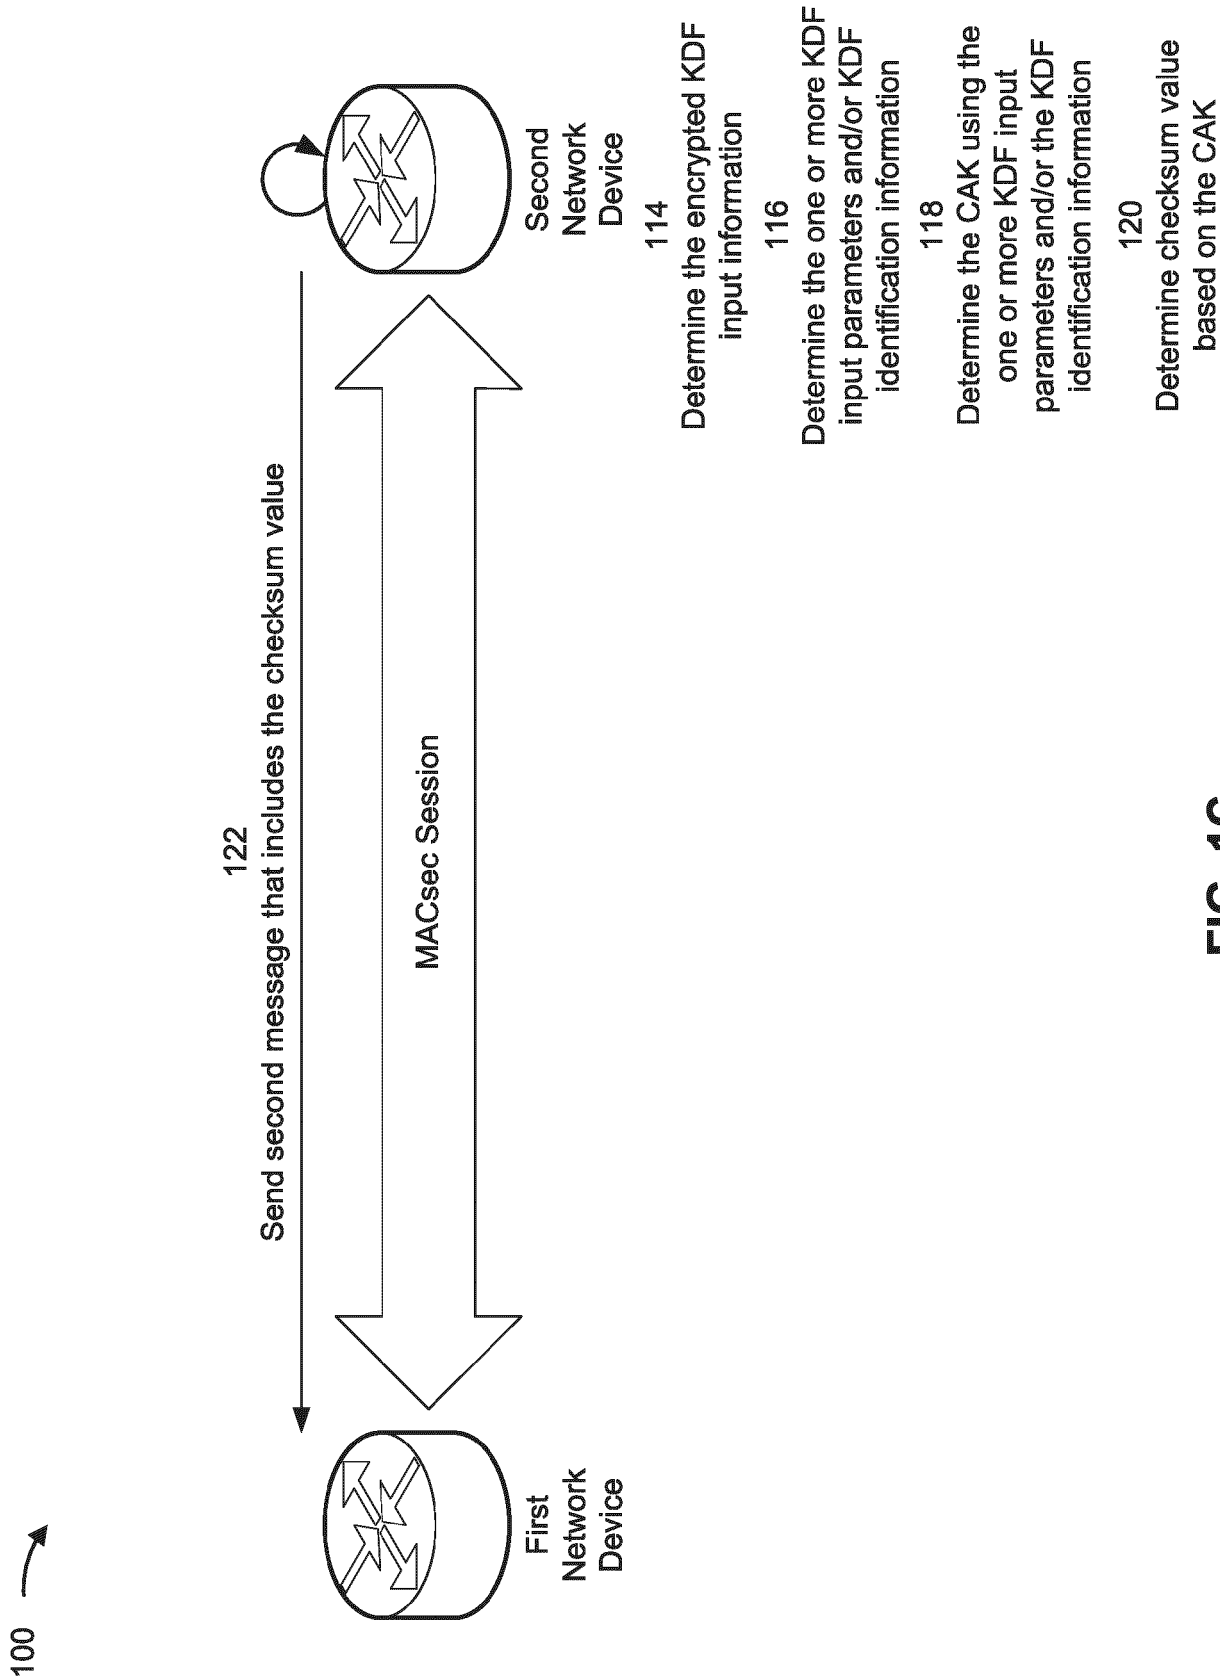 100
122
Send second message that includes the checksum value
MACsec Session
First
Network
Device
Second
Network
Device
114
Determine the encrypted KDF
input information
116
Determine the one or more KDF
input parameters and/or KDF
identification information
118
Determine the CAK using the
one or more KDF input
parameters and/or the KDF
identification information
120
Determine checksum value
based on the CAK